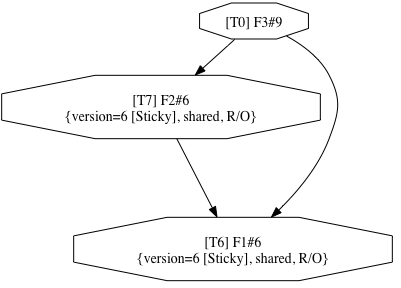 [T0] F3#9
[T7] F2#6
{version=6 [Sticky], shared, R/O}
[T6] F1#6
{version=6 [Sticky], shared, R/O}